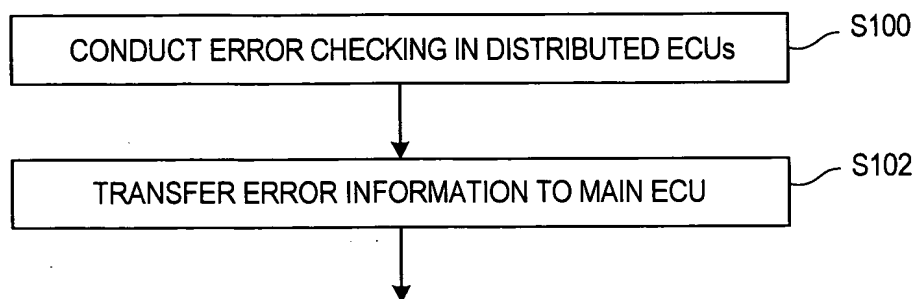 CONDUCT ERROR CHECKING IN DISTRIBUTED ECUs
S100
TRANSFER ERROR INFORMATION TO MAIN ECU
S102